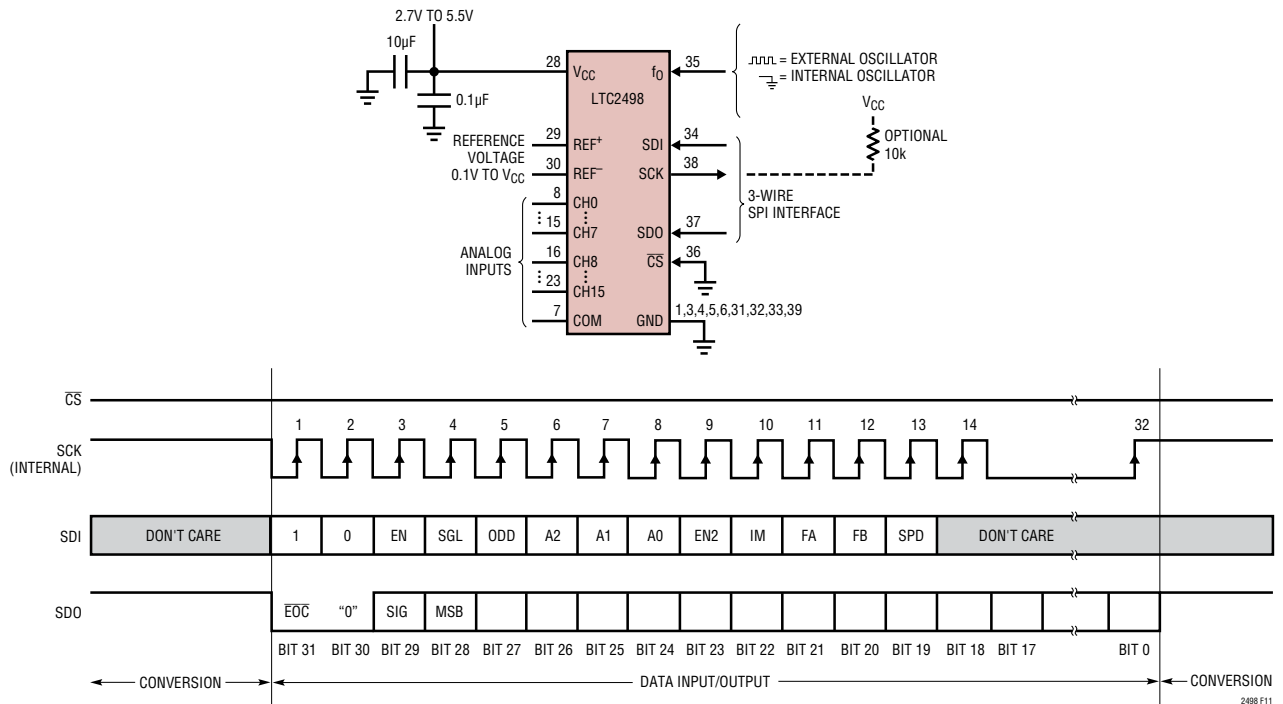 2.7V TO 5.5V
10µF
0.1µF
28 VCC
LTC2498
fO 35
= EXTERNAL OSCILLATOR
= INTERNAL OSCILLATOR
VCC
OPTIONAL
10k
REFERENCE
VOLTAGE
0.1V TO VCC
29 REF+
30 REF–
SDI 34
SCK 38
3-WIRE
SPI INTERFACE
ANALOG
INPUTS
8 CH0
15 CH7
16 CH8
23 CH15
7 COM
SDO 37
CS 36
GND 1,3,4,5,6,31,32,33,39
CS
1 2 3 4 5 6 7 8 9 10 11 12 13 14 32
SCK
(INTERNAL)
SDI DON'T CARE 1 0 EN SGL ODD A2 A1 A0 EN2 IM FA FB SPD DON'T CARE
SDO EOC “0” SIG MSB
BIT 31 BIT 30 BIT 29 BIT 28 BIT 27 BIT 26 BIT 25 BIT 24 BIT 23 BIT 22 BIT 21 BIT 20 BIT 19 BIT 18 BIT 17 BIT 0
CONVERSION DATA INPUT/OUTPUT CONVERSION
2498 F11